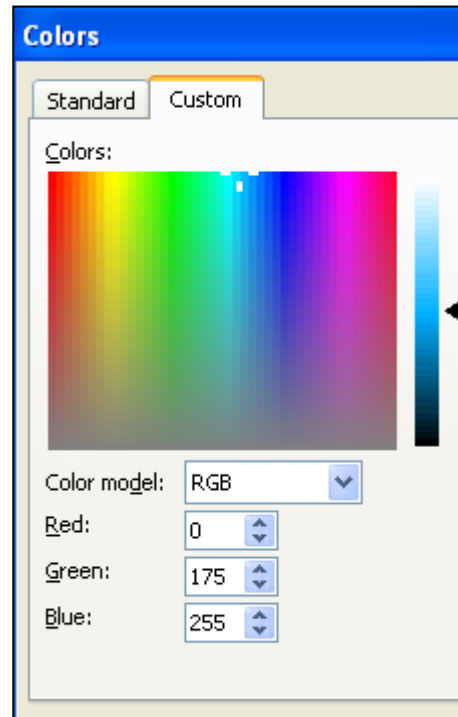 Colors
Standard Custom
Colors:
Color model: RGB
Red: 0
Green: 175
Blue: 255